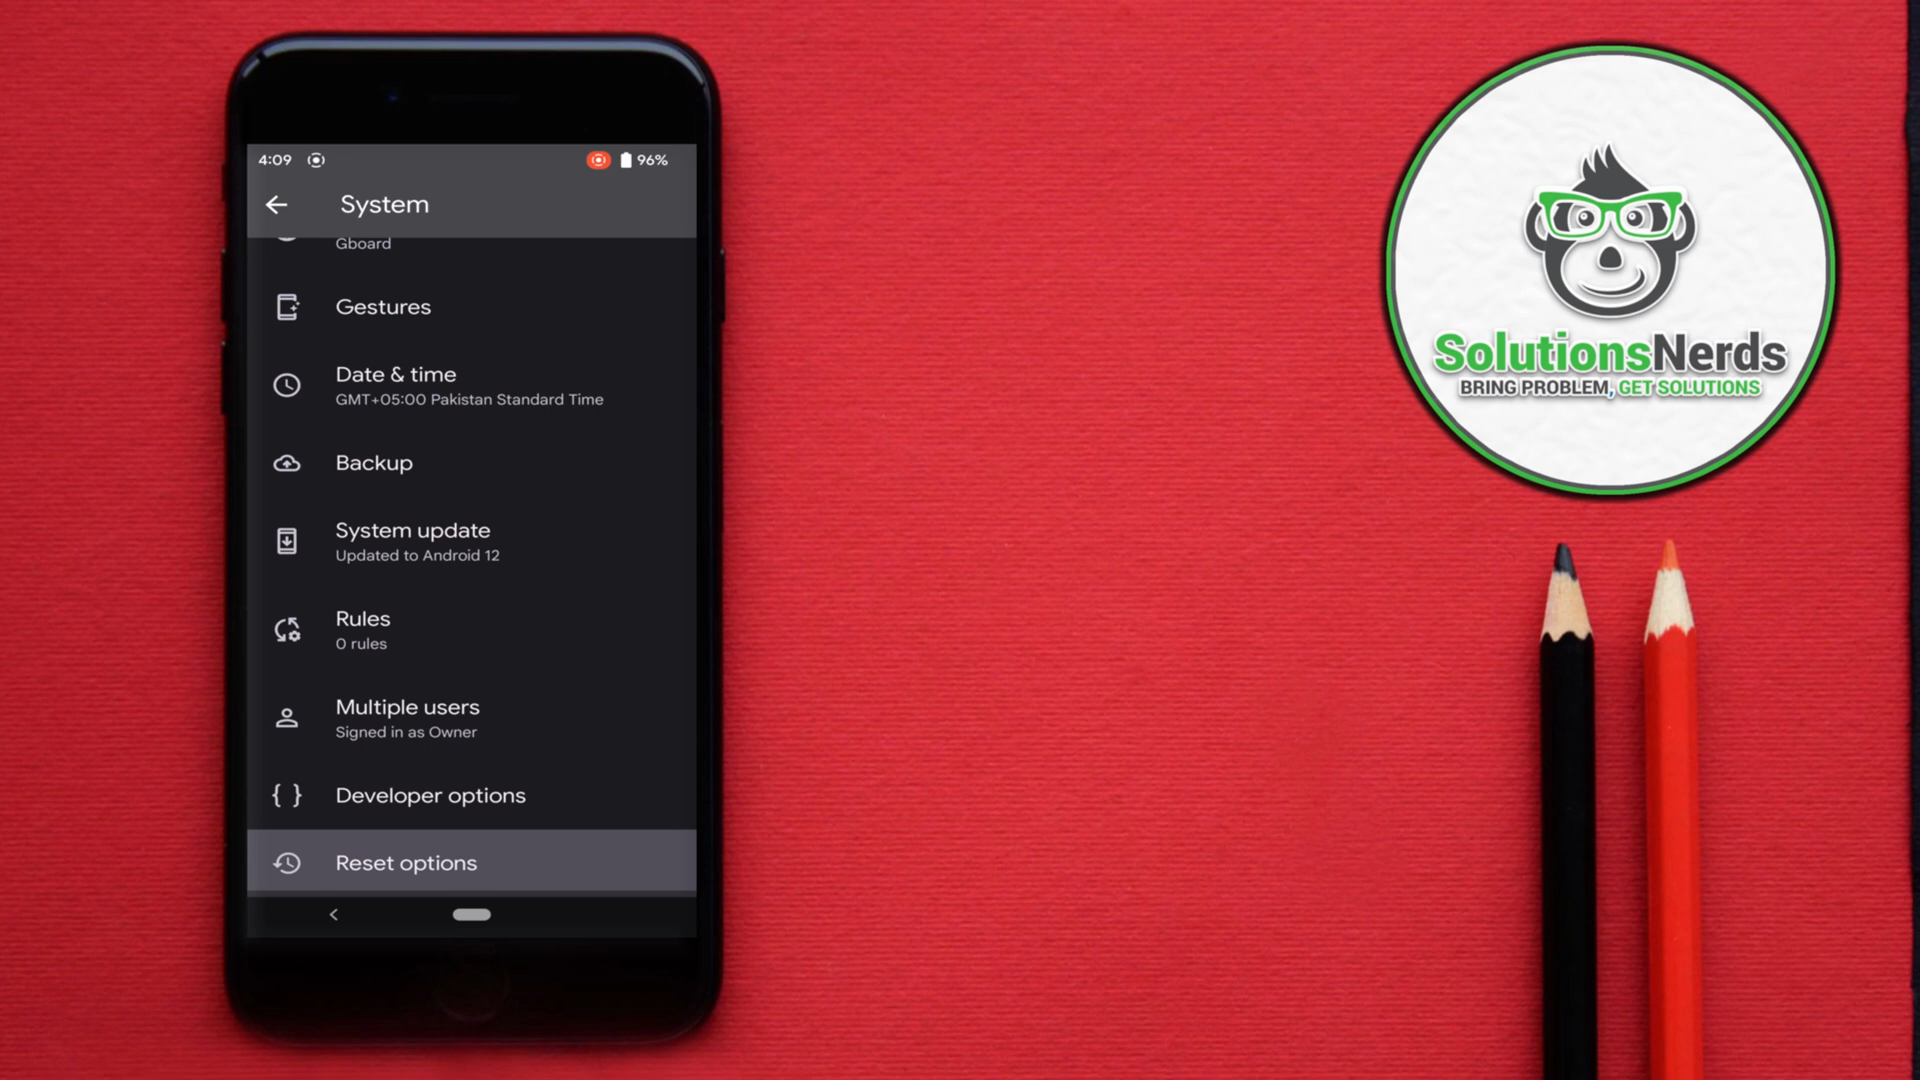 4:09
96%
System
Gboard
Gestures
Date & time
GMT+05:00 Pakistan Standard Time
Backup
System update
Updated to Android 12
Rules
0 rules
Multiple users
Signed in as Owner
{ } Developer options
Reset options
SolutionsNerds
BRING PROBLEM, GET SOLUTIONS